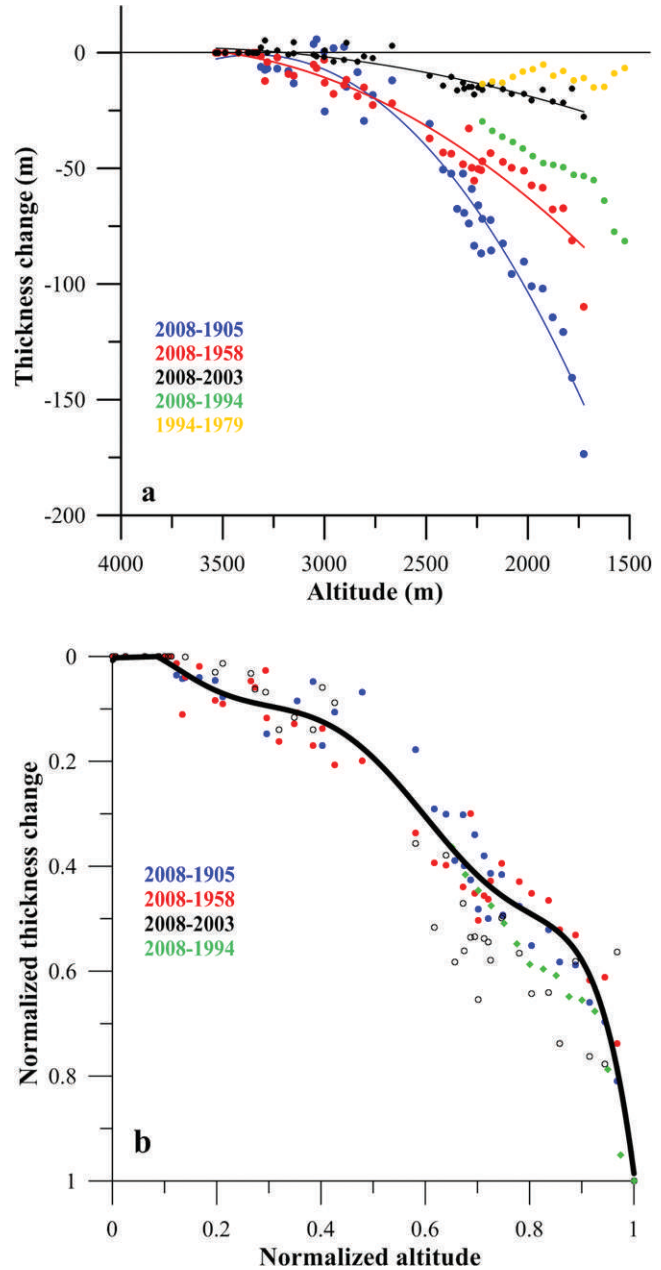 0
-50
-100
-150
-200
Thickness change (m)
2008-1905
2008-1958
2008-2003
2008-1994
1994-1979
a
4000 3500 3000 2500 2000 1500
Altitude (m)
0
0.2
0.4
0.6
0.8
1
Normalized thickness change
2008-1905
2008-1958
2008-2003
2008-1994
b
0 0.2 0.4 0.6 0.8 1
Normalized altitude